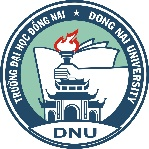 TRƯỜNG ĐẠI HỌC ĐỒNG NAI
DONG NAI UNIVERSITY
DNU